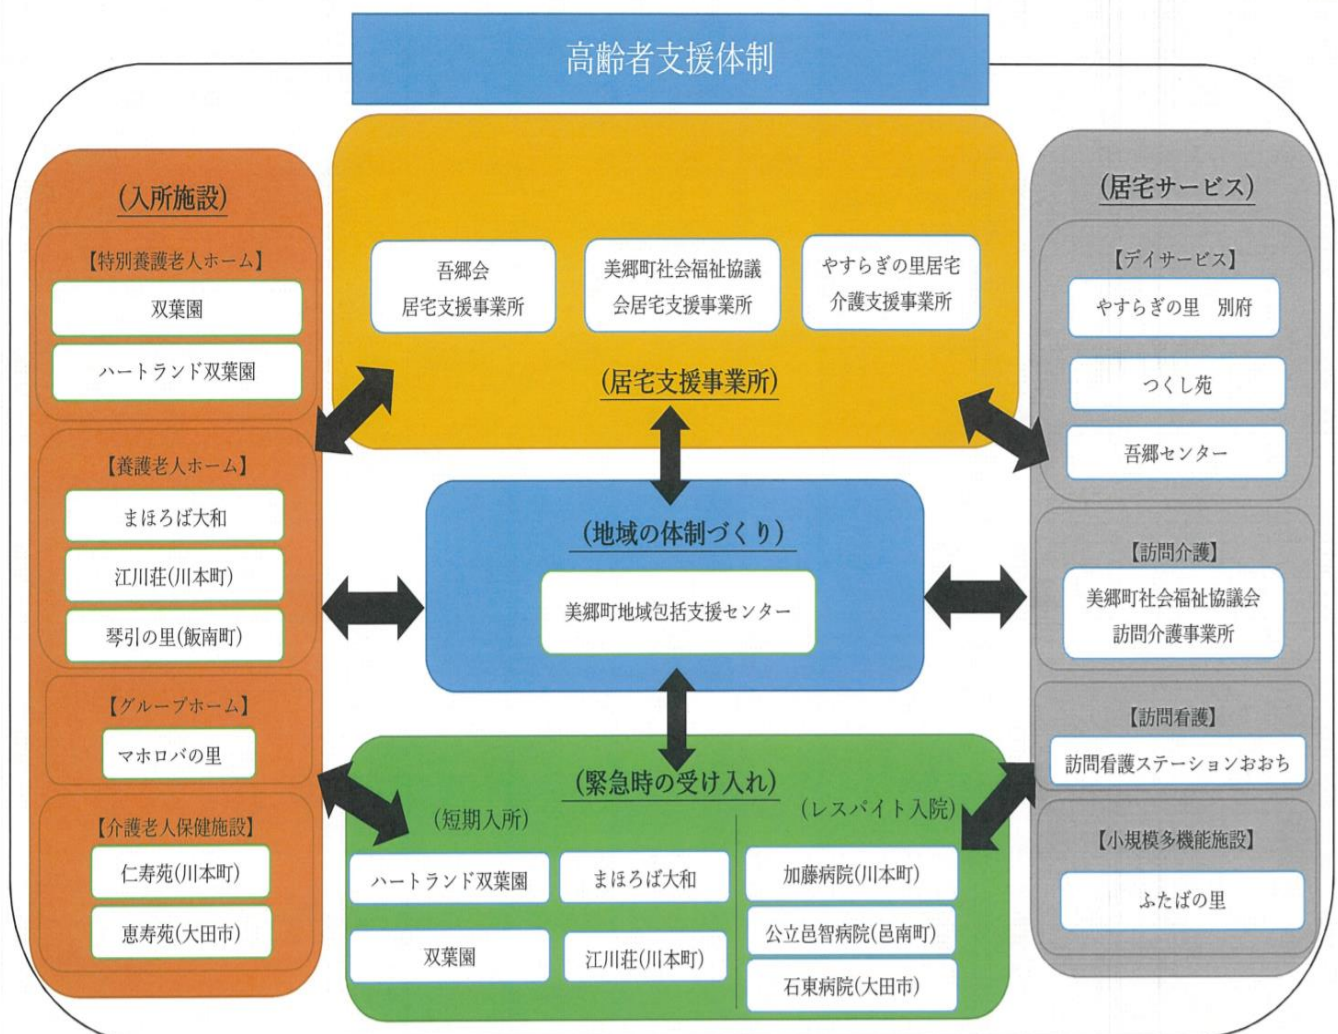 高齢者支援体制
(入所施設)
【特別養護老人ホーム】
双葉園
ハートランド双葉園
【養護老人ホーム】
まほろば大和
江川荘(川本町)
琴引の里(飯南町)
【グループホーム】
マホロバの里
【介護老人保健施設】
仁寿苑(川本町)
恵寿苑(大田市)
吾郷会
居宅支援事業所
美郷町社会福祉協議
会居宅支援事業所
やすらぎの里居宅
介護支援事業所
(居宅支援事業所)
(地域の体制づくり)
美郷町地域包括支援センター
(緊急時の受け入れ)
(短期入所)
ハートランド双葉園
まほろば大和
双葉園
江川荘(川本町)
(レスパイト入院)
加藤病院(川本町)
公立邑智病院(邑南町)
石東病院(大田市)
(居宅サービス)
【デイサービス】
やすらぎの里 別府
つくし苑
吾郷センター
【訪問介護】
美郷町社会福祉協議会
訪問介護事業所
【訪問看護】
訪問看護ステーションおおち
【小規模多機能施設】
ふたばの里